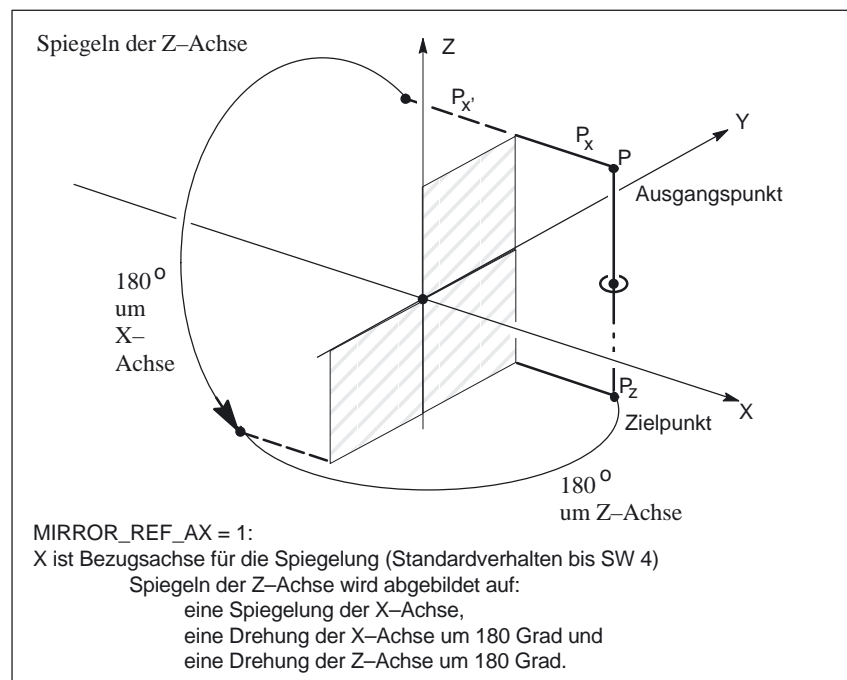 Spiegeln der Z–Achse
Z
Px'
Px
Y
P
Ausgangspunkt
180o
um
X–
Achse
Pz
X
Zielpunkt
180o
um Z–Achse
MIRROR_REF_AX = 1:
X ist Bezugsachse für die Spiegelung (Standardverhalten bis SW 4)
Spiegeln der Z–Achse wird abgebildet auf:
eine Spiegelung der X–Achse,
eine Drehung der X–Achse um 180 Grad und
eine Drehung der Z–Achse um 180 Grad.